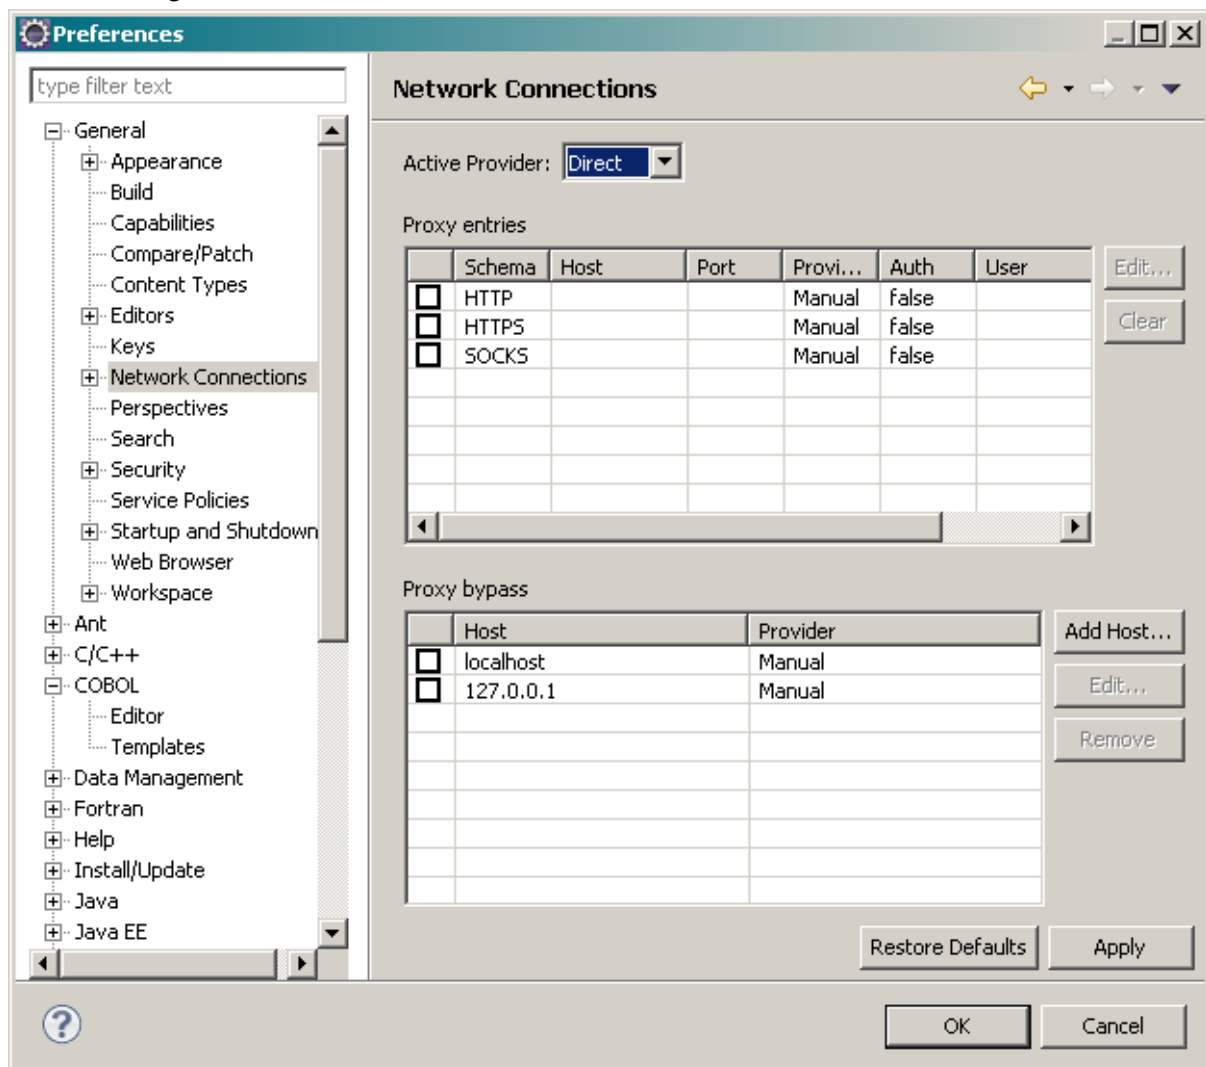 Preferences
type filter text
General
Appearance
Build
Capabilities
Compare/Patch
Content Types
Editors
Keys
Network Connections
Perspectives
Search
Security
Service Policies
Startup and Shutdown
Web Browser
Workspace
Ant
C/C++
COBOL
Editor
Templates
Data Management
Fortran
Help
Install/Update
Java
Java EE
Network Connections
Active Provider: Direct
Proxy entries
Schema Host Port Provi... Auth User
HTTP Manual false
HTTPS Manual false
SOCKS Manual false
Edit...
Clear
Proxy bypass
Host Provider
localhost Manual
127.0.0.1 Manual
Add Host...
Edit...
Remove
Restore Defaults Apply
? OK Cancel